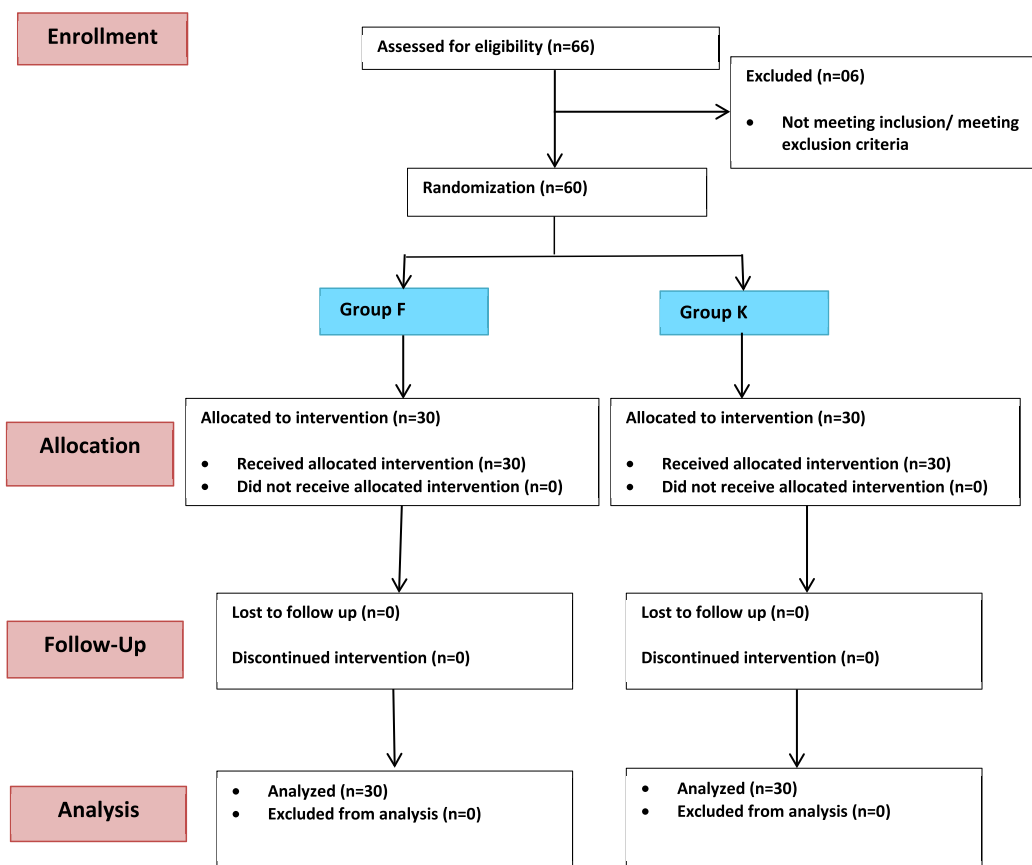 Enrollment
Assessed for eligibility (n=66)
Excluded (n=06)
• Not meeting inclusion/ meeting
exclusion criteria
Randomization (n=60)
Group F
Group K
Allocation
Allocated to intervention (n=30)
• Received allocated intervention (n=30)
• Did not receive allocated intervention (n=0)
Allocated to intervention (n=30)
• Received allocated intervention (n=30)
• Did not receive allocated intervention (n=0)
Follow-Up
Lost to follow up (n=0)
Discontinued intervention (n=0)
Lost to follow up (n=0)
Discontinued intervention (n=0)
Analysis
• Analyzed (n=30)
• Excluded from analysis (n=0)
• Analyzed (n=30)
• Excluded from analysis (n=0)